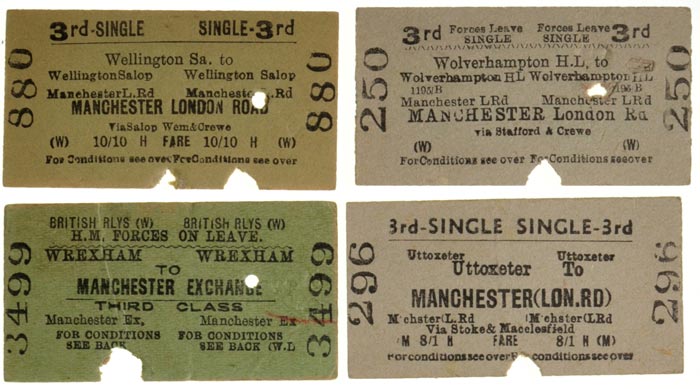 880
3rd-SINGLE SINGLE-3rd
Wellington Sa. to
Wellington Salop Wellington Salop
Manchester L.Rd Manchester L.Rd
MANCHESTER LONDON ROAD
Via Salop Wem & Crewe
(W) 10/10 H FARE 10/10 H (W)
For Conditions see over For Conditions see over
880
250
3rd Forces Leave Forces Leave 3rd
SINGLE SINGLE
Wolverhampton H.L, to
Wolverhampton HL Wolverhampton HL
1195/B 1195/B
Manchester LRd Manchester LRd
MANCHESTER London Rd
via Stafford & Crewe
(W) (W)
For Conditions see over For Conditions see over
250
3499
BRITISH RLYS (W) BRITISH RLYS (W)
H.M. FORCES ON LEAVE.
WREXHAM WREXHAM
TO
MANCHESTER EXCHANGE
THIRD CLASS
Manchester Ex. Manchester Ex
FOR CONDITIONS FOR CONDITIONS
SEE BACK SEE BACK (W.L
3499
296
3rd-SINGLE SINGLE-3rd
Uttoxeter Uttoxeter
Uttoxeter To
MANCHESTER(LON.RD)
M'chester(L.Rd M'chester(L.Rd
Via Stoke & Macclesfield
(M 8/1 H FARE 8/1 H (M)
For conditions see over For conditions see over
296